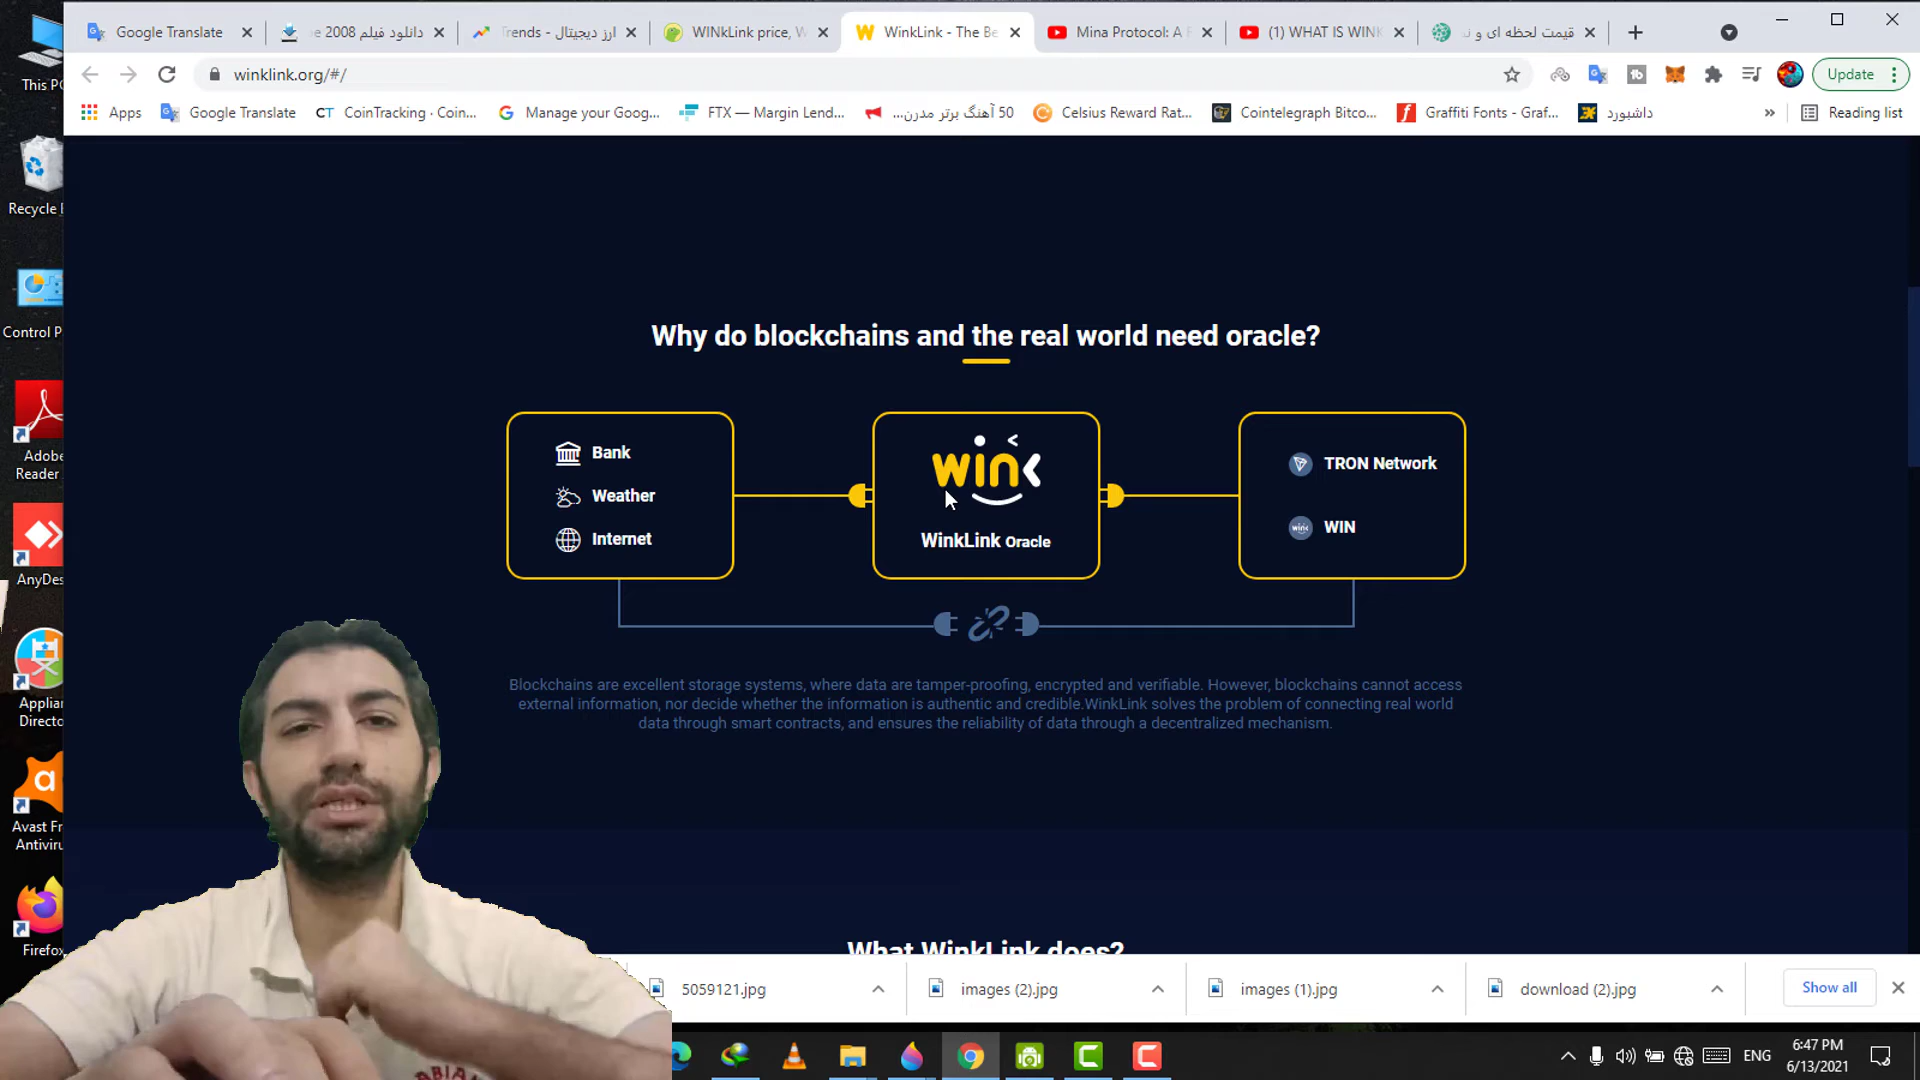 Google Translate
دانلود فیلم 2008
ارز دیجیتال - Trends
WINkLink price, W
WinkLink - The Be
Mina Protocol: A
(1) WHAT IS WINK
قیمت لحظه ای و
winklink.org/#/
Update
Apps
Google Translate
CT CoinTracking · Coin...
Manage your Goog...
FTX — Margin Lend...
50 آهنگ برتر مدرن...
Celsius Reward Rat...
Cointelegraph Bitco...
Graffiti Fonts - Graf...
داشبورد
»
Reading list
This PC
Recycle
Control P
Adobe
Reader
AnyDes
Applian
Directo
Avast Fr
Antiviru
Firefox
Why do blockchains and the real world need oracle?
Bank
Weather
Internet
wink
WinkLink Oracle
TRON Network
WIN
Blockchains are excellent storage systems, where data are tamper-proofing, encrypted and verifiable. However, blockchains cannot access
external information, nor decide whether the information is authentic and credible.WinkLink solves the problem of connecting real world
data through smart contracts, and ensures the reliability of data through a decentralized mechanism.
What WinkLink does?
5059121.jpg
images (2).jpg
images (1).jpg
download (2).jpg
Show all
ENG
6:47 PM
6/13/2021